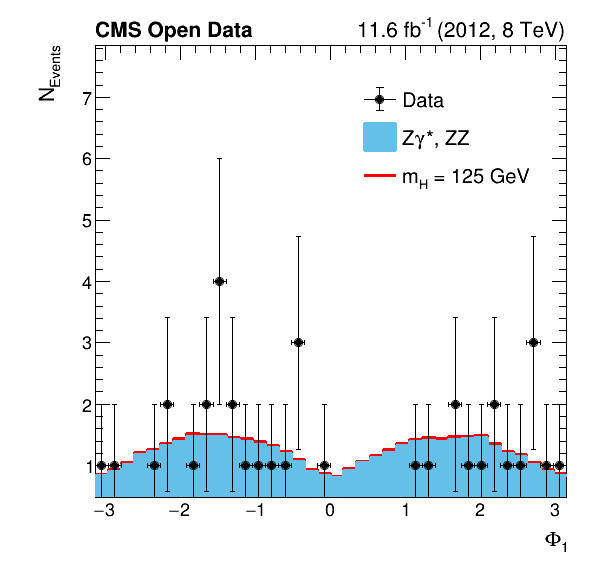 CMS Open Data 11.6 fb⁻¹ (2012, 8 TeV)
N_Events
Data
Zγ*, ZZ
m_H = 125 GeV
7
6
5
4
3
2
1
−3 −2 −1 0 1 2 3
Φ₁